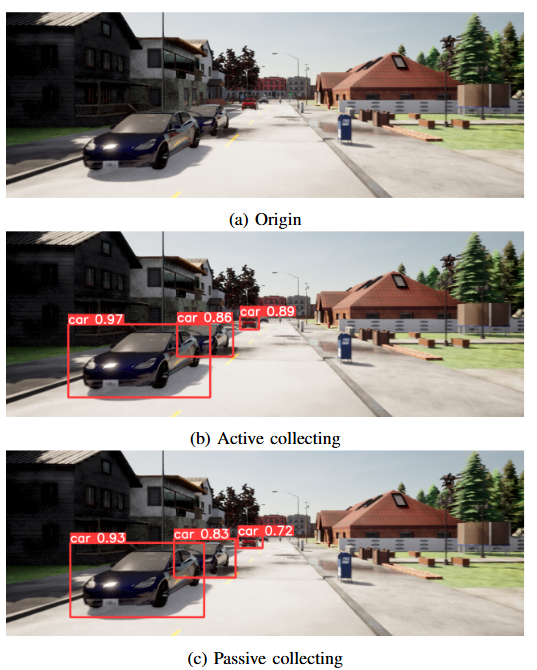 (a) Origin
car 0.97
car 0.86
car 0.89
(b) Active collecting
car 0.93
car 0.83
car 0.72
(c) Passive collecting